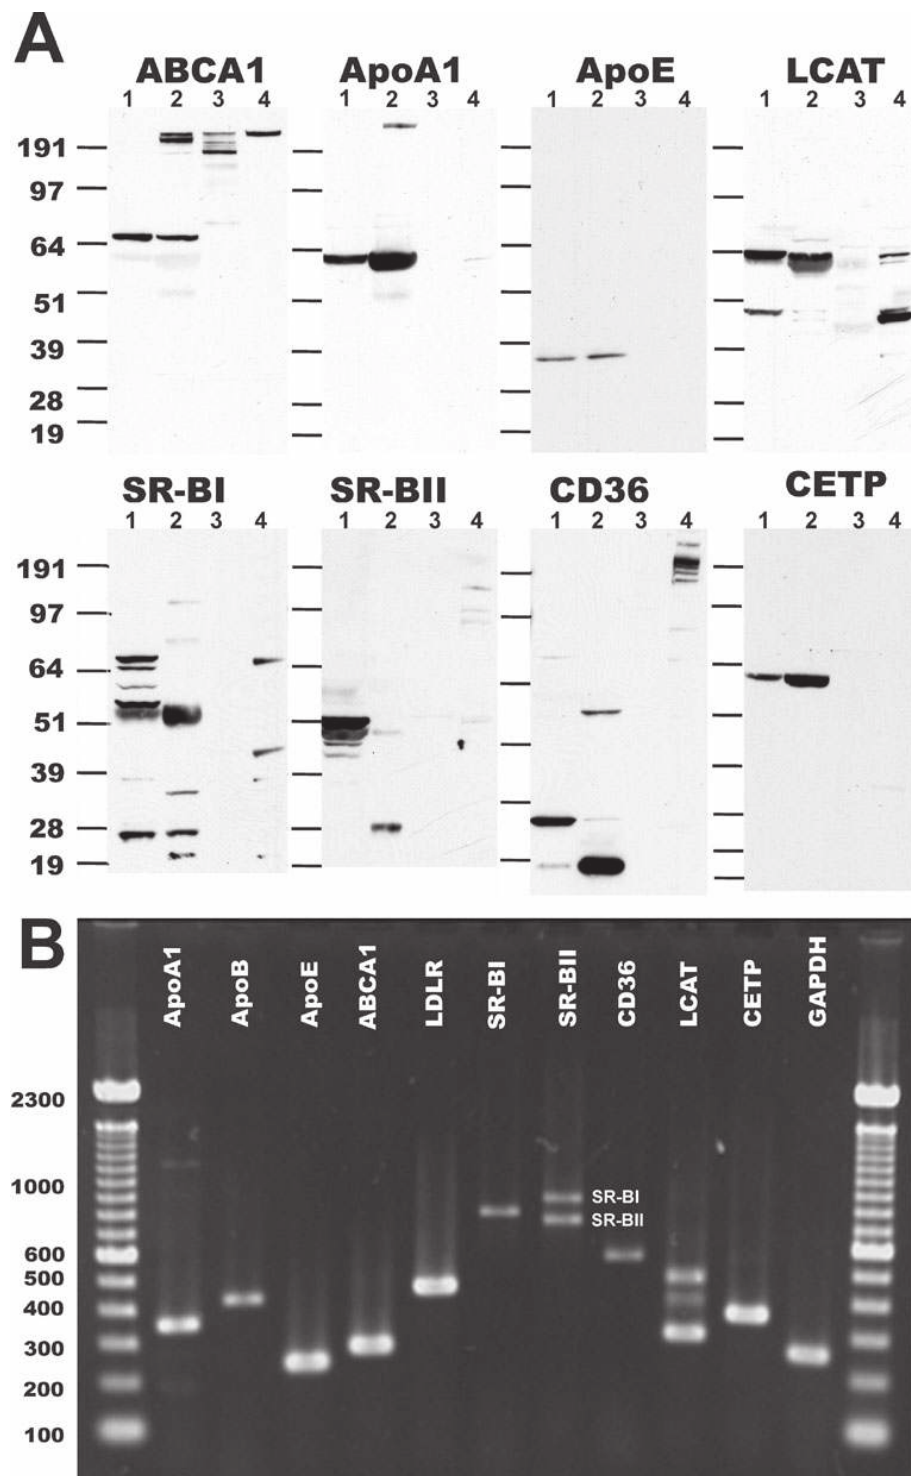 A
ABCA1 ApoA1 ApoE LCAT
1 2 3 4 1 2 3 4 1 2 3 4 1 2 3 4
191
97
64
51
39
28
19
SR-BI SR-BII CD36 CETP
1 2 3 4 1 2 3 4 1 2 3 4 1 2 3 4
191
97
64
51
39
28
19
B
ApoA1 ApoB ApoE ABCA1 LDLR SR-BI SR-BII CD36 LCAT CETP GAPDH
2300
1000
SR-BI
SR-BII
600
500
400
300
200
100